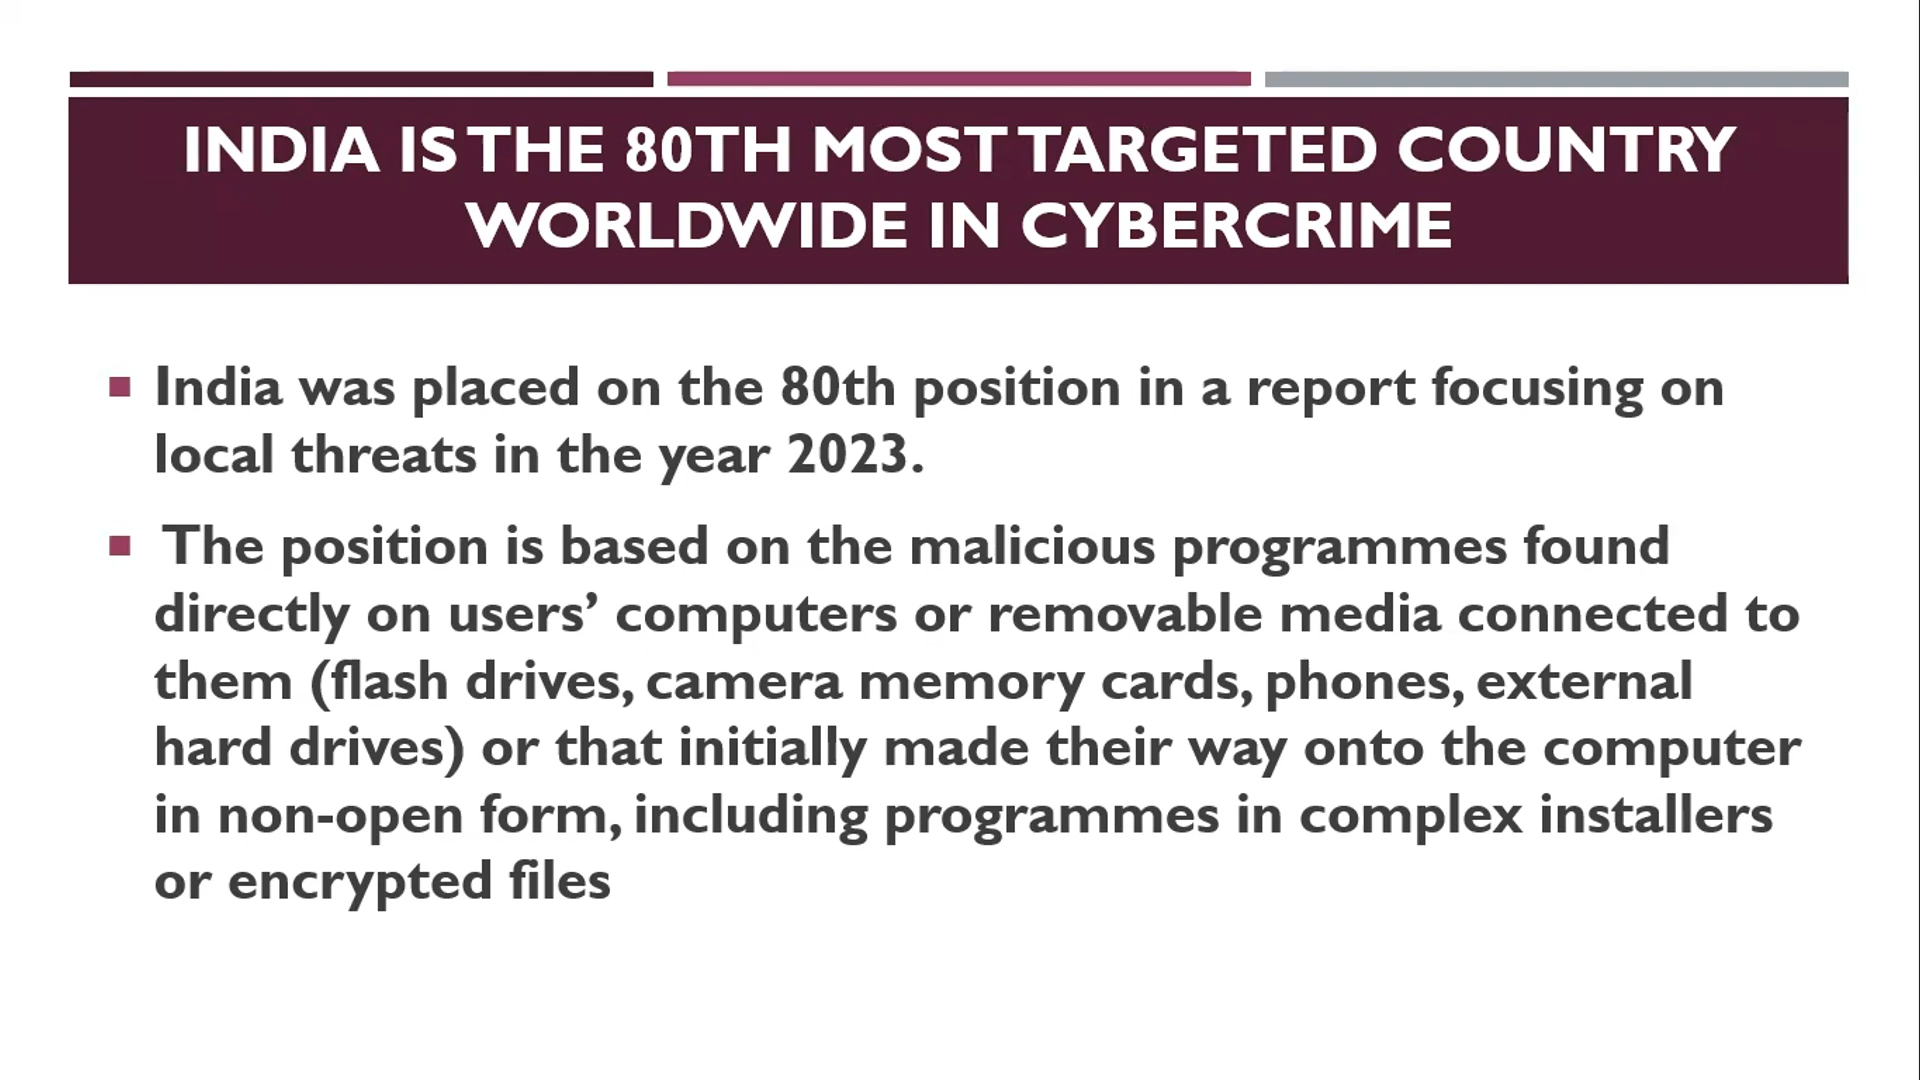 INDIA IS THE 80TH MOST TARGETED COUNTRY
WORLDWIDE IN CYBERCRIME
India was placed on the 80th position in a report focusing on
local threats in the year 2023.
The position is based on the malicious programmes found
directly on users’ computers or removable media connected to
them (flash drives, camera memory cards, phones, external
hard drives) or that initially made their way onto the computer
in non-open form, including programmes in complex installers
or encrypted files